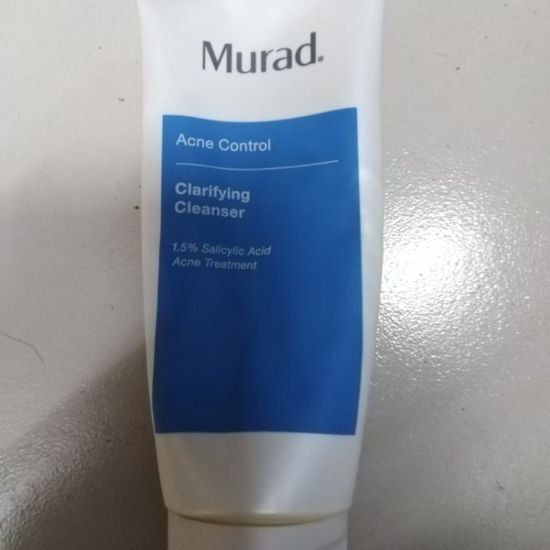 Murad.
Acne Control
Clarifying
Cleanser
1.5% Salicylic Acid
Acne Treatment